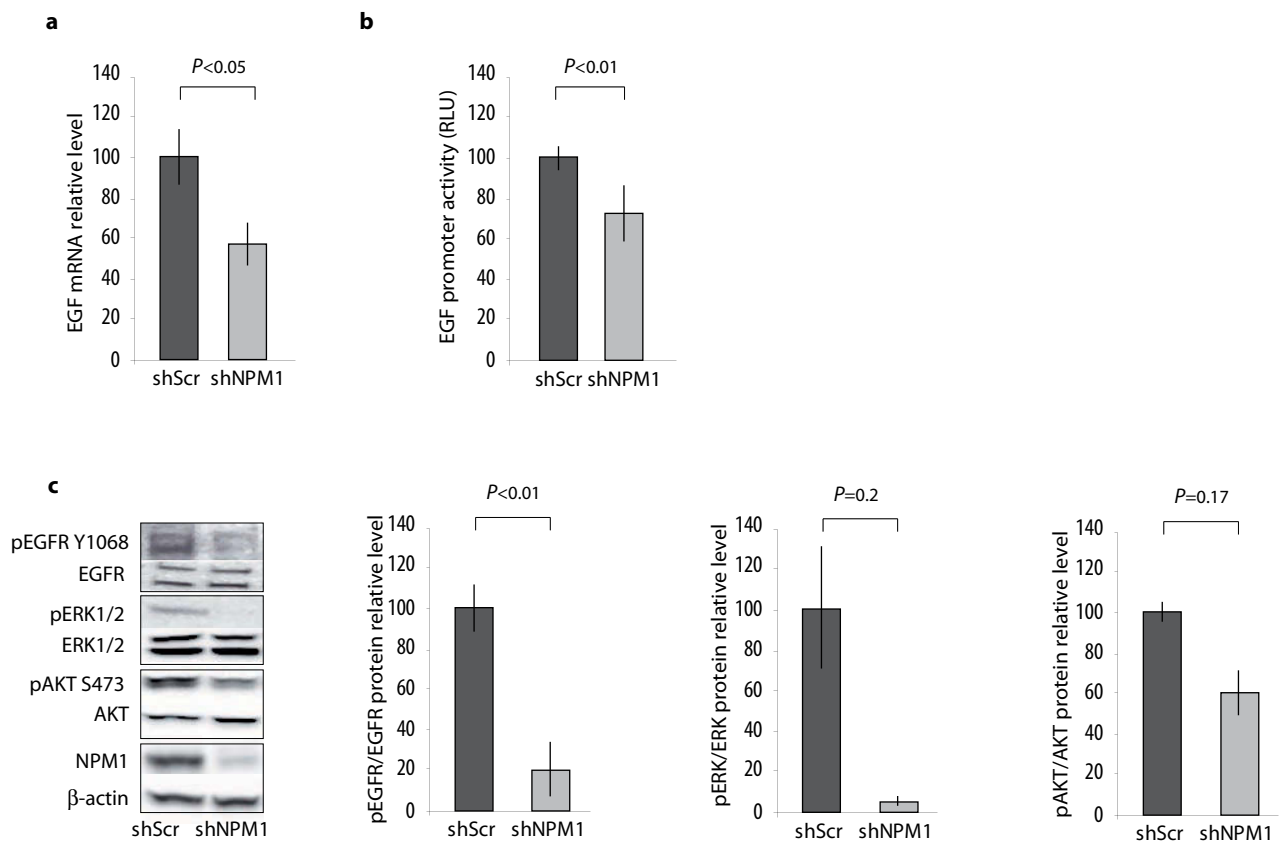 a
P<0.05
EGF mRNA relative level
140
120
100
80
60
40
20
0
shScr shNPM1
b
P<0.01
EGF promoter activity (RLU)
140
120
100
80
60
40
20
0
shScr shNPM1
c
pEGFR Y1068
EGFR
pERK1/2
ERK1/2
pAKT S473
AKT
NPM1
β-actin
shScr shNPM1
P<0.01
pEGFR/EGFR protein relative level
140
120
100
80
60
40
20
0
shScr shNPM1
P=0.2
pERK/ERK protein relative level
140
120
100
80
60
40
20
0
shScr shNPM1
P=0.17
pAKT/AKT protein relative level
140
120
100
80
60
40
20
0
shScr shNPM1